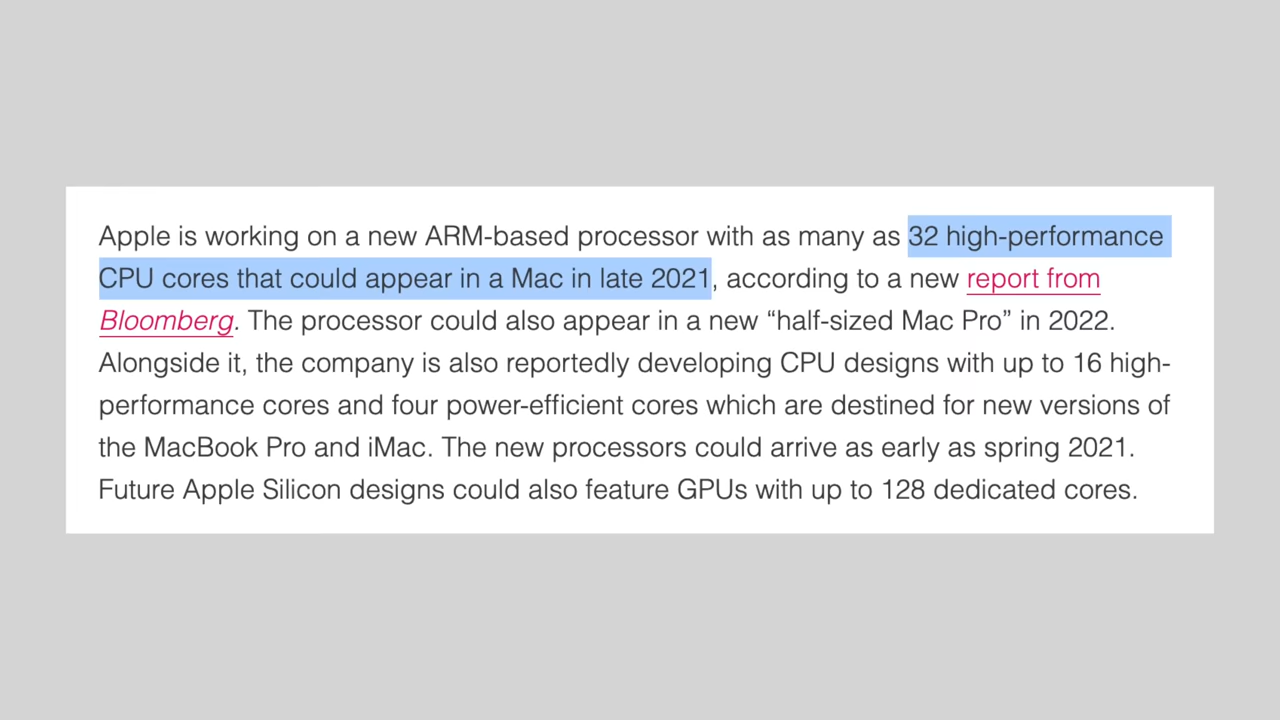 Apple is working on a new ARM-based processor with as many as 32 high-performance
CPU cores that could appear in a Mac in late 2021, according to a new report from
Bloomberg. The processor could also appear in a new “half-sized Mac Pro” in 2022.
Alongside it, the company is also reportedly developing CPU designs with up to 16 high-
performance cores and four power-efficient cores which are destined for new versions of
the MacBook Pro and iMac. The new processors could arrive as early as spring 2021.
Future Apple Silicon designs could also feature GPUs with up to 128 dedicated cores.